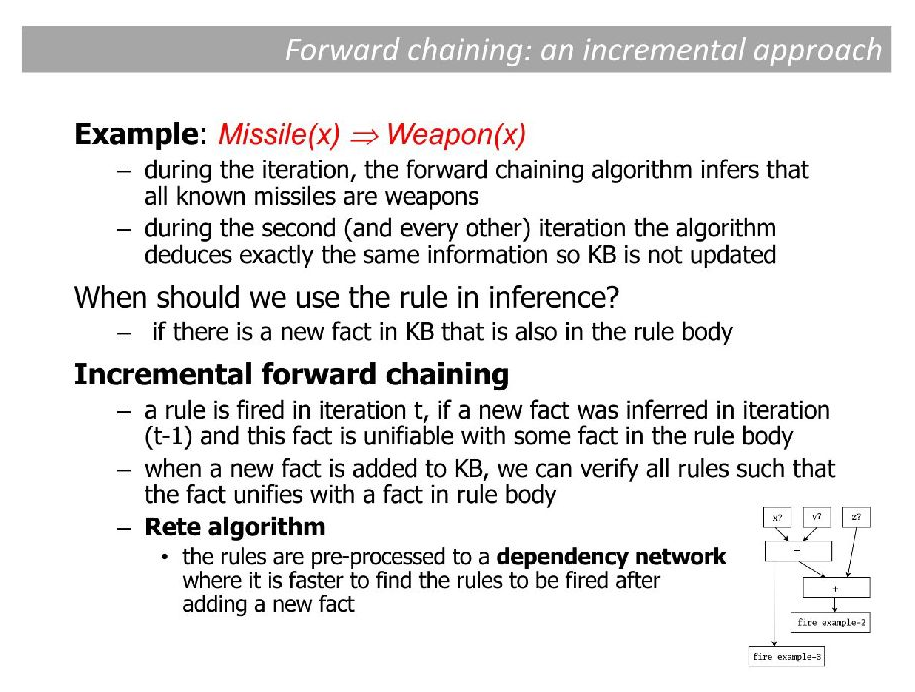 Forward chaining: an incremental approach
Example: Missile(x) ⇒ Weapon(x)
– during the iteration, the forward chaining algorithm infers that
all known missiles are weapons
– during the second (and every other) iteration the algorithm
deduces exactly the same information so KB is not updated
When should we use the rule in inference?
– if there is a new fact in KB that is also in the rule body
Incremental forward chaining
– a rule is fired in iteration t, if a new fact was inferred in iteration
(t-1) and this fact is unifiable with some fact in the rule body
– when a new fact is added to KB, we can verify all rules such that
the fact unifies with a fact in rule body
– Rete algorithm
• the rules are pre-processed to a dependency network
where it is faster to find the rules to be fired after
adding a new fact
x? y? z?
+
fire example-2
fire example-3